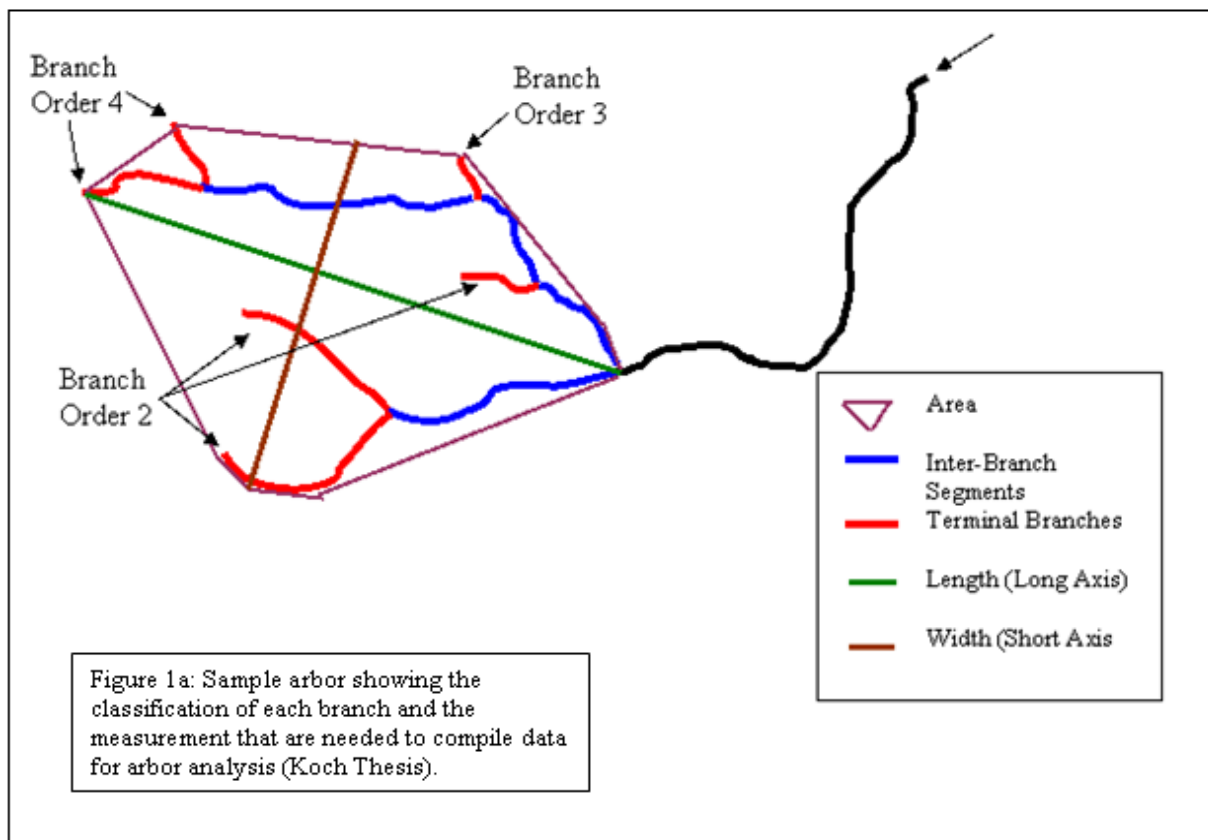 Branch
Order 4
Branch
Order 3
Branch
Order 2
Area
Inter-Branch
Segments
Terminal Branches
Length (Long Axis)
Width (Short Axis
Figure 1a: Sample arbor showing the
classification of each branch and the
measurement that are needed to compile data
for arbor analysis (Koch Thesis).